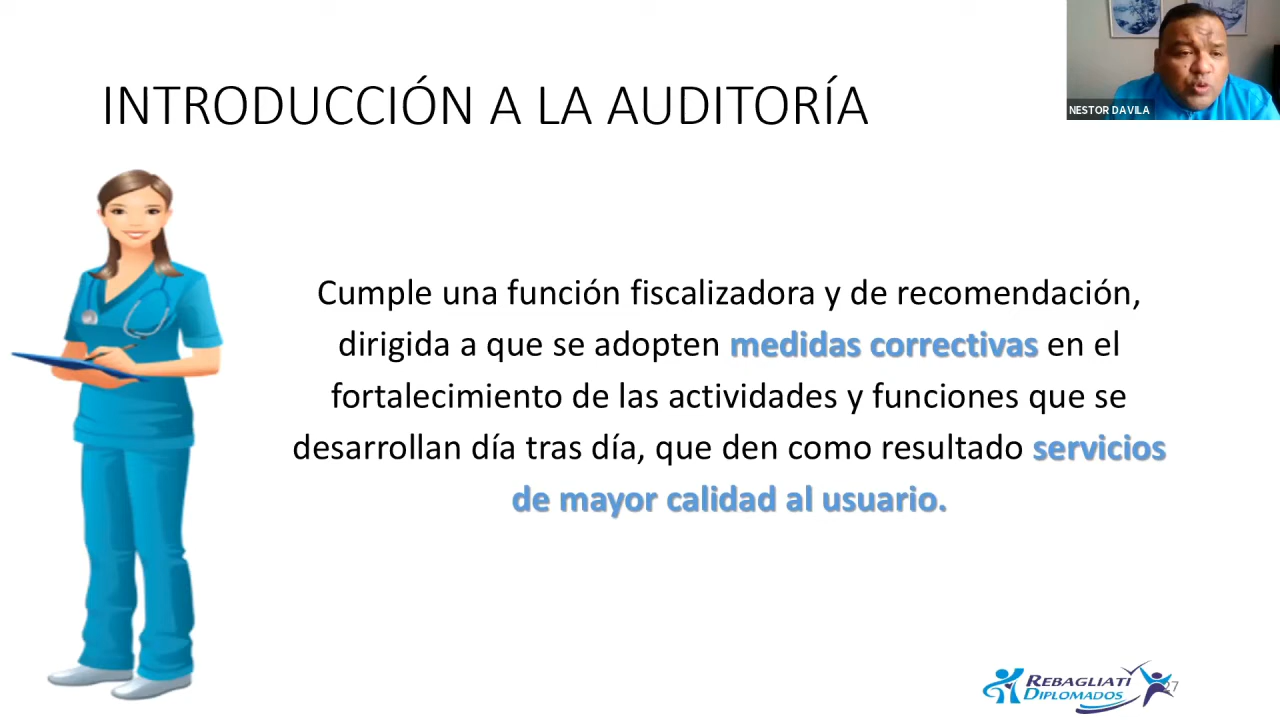 INTRODUCCIÓN A LA AUDITORÍA
NESTOR DAVILA
Cumple una función fiscalizadora y de recomendación,
dirigida a que se adopten medidas correctivas en el
fortalecimiento de las actividades y funciones que se
desarrollan día tras día, que den como resultado servicios
de mayor calidad al usuario.
REBAGLIATI
DIPLOMADOS
27